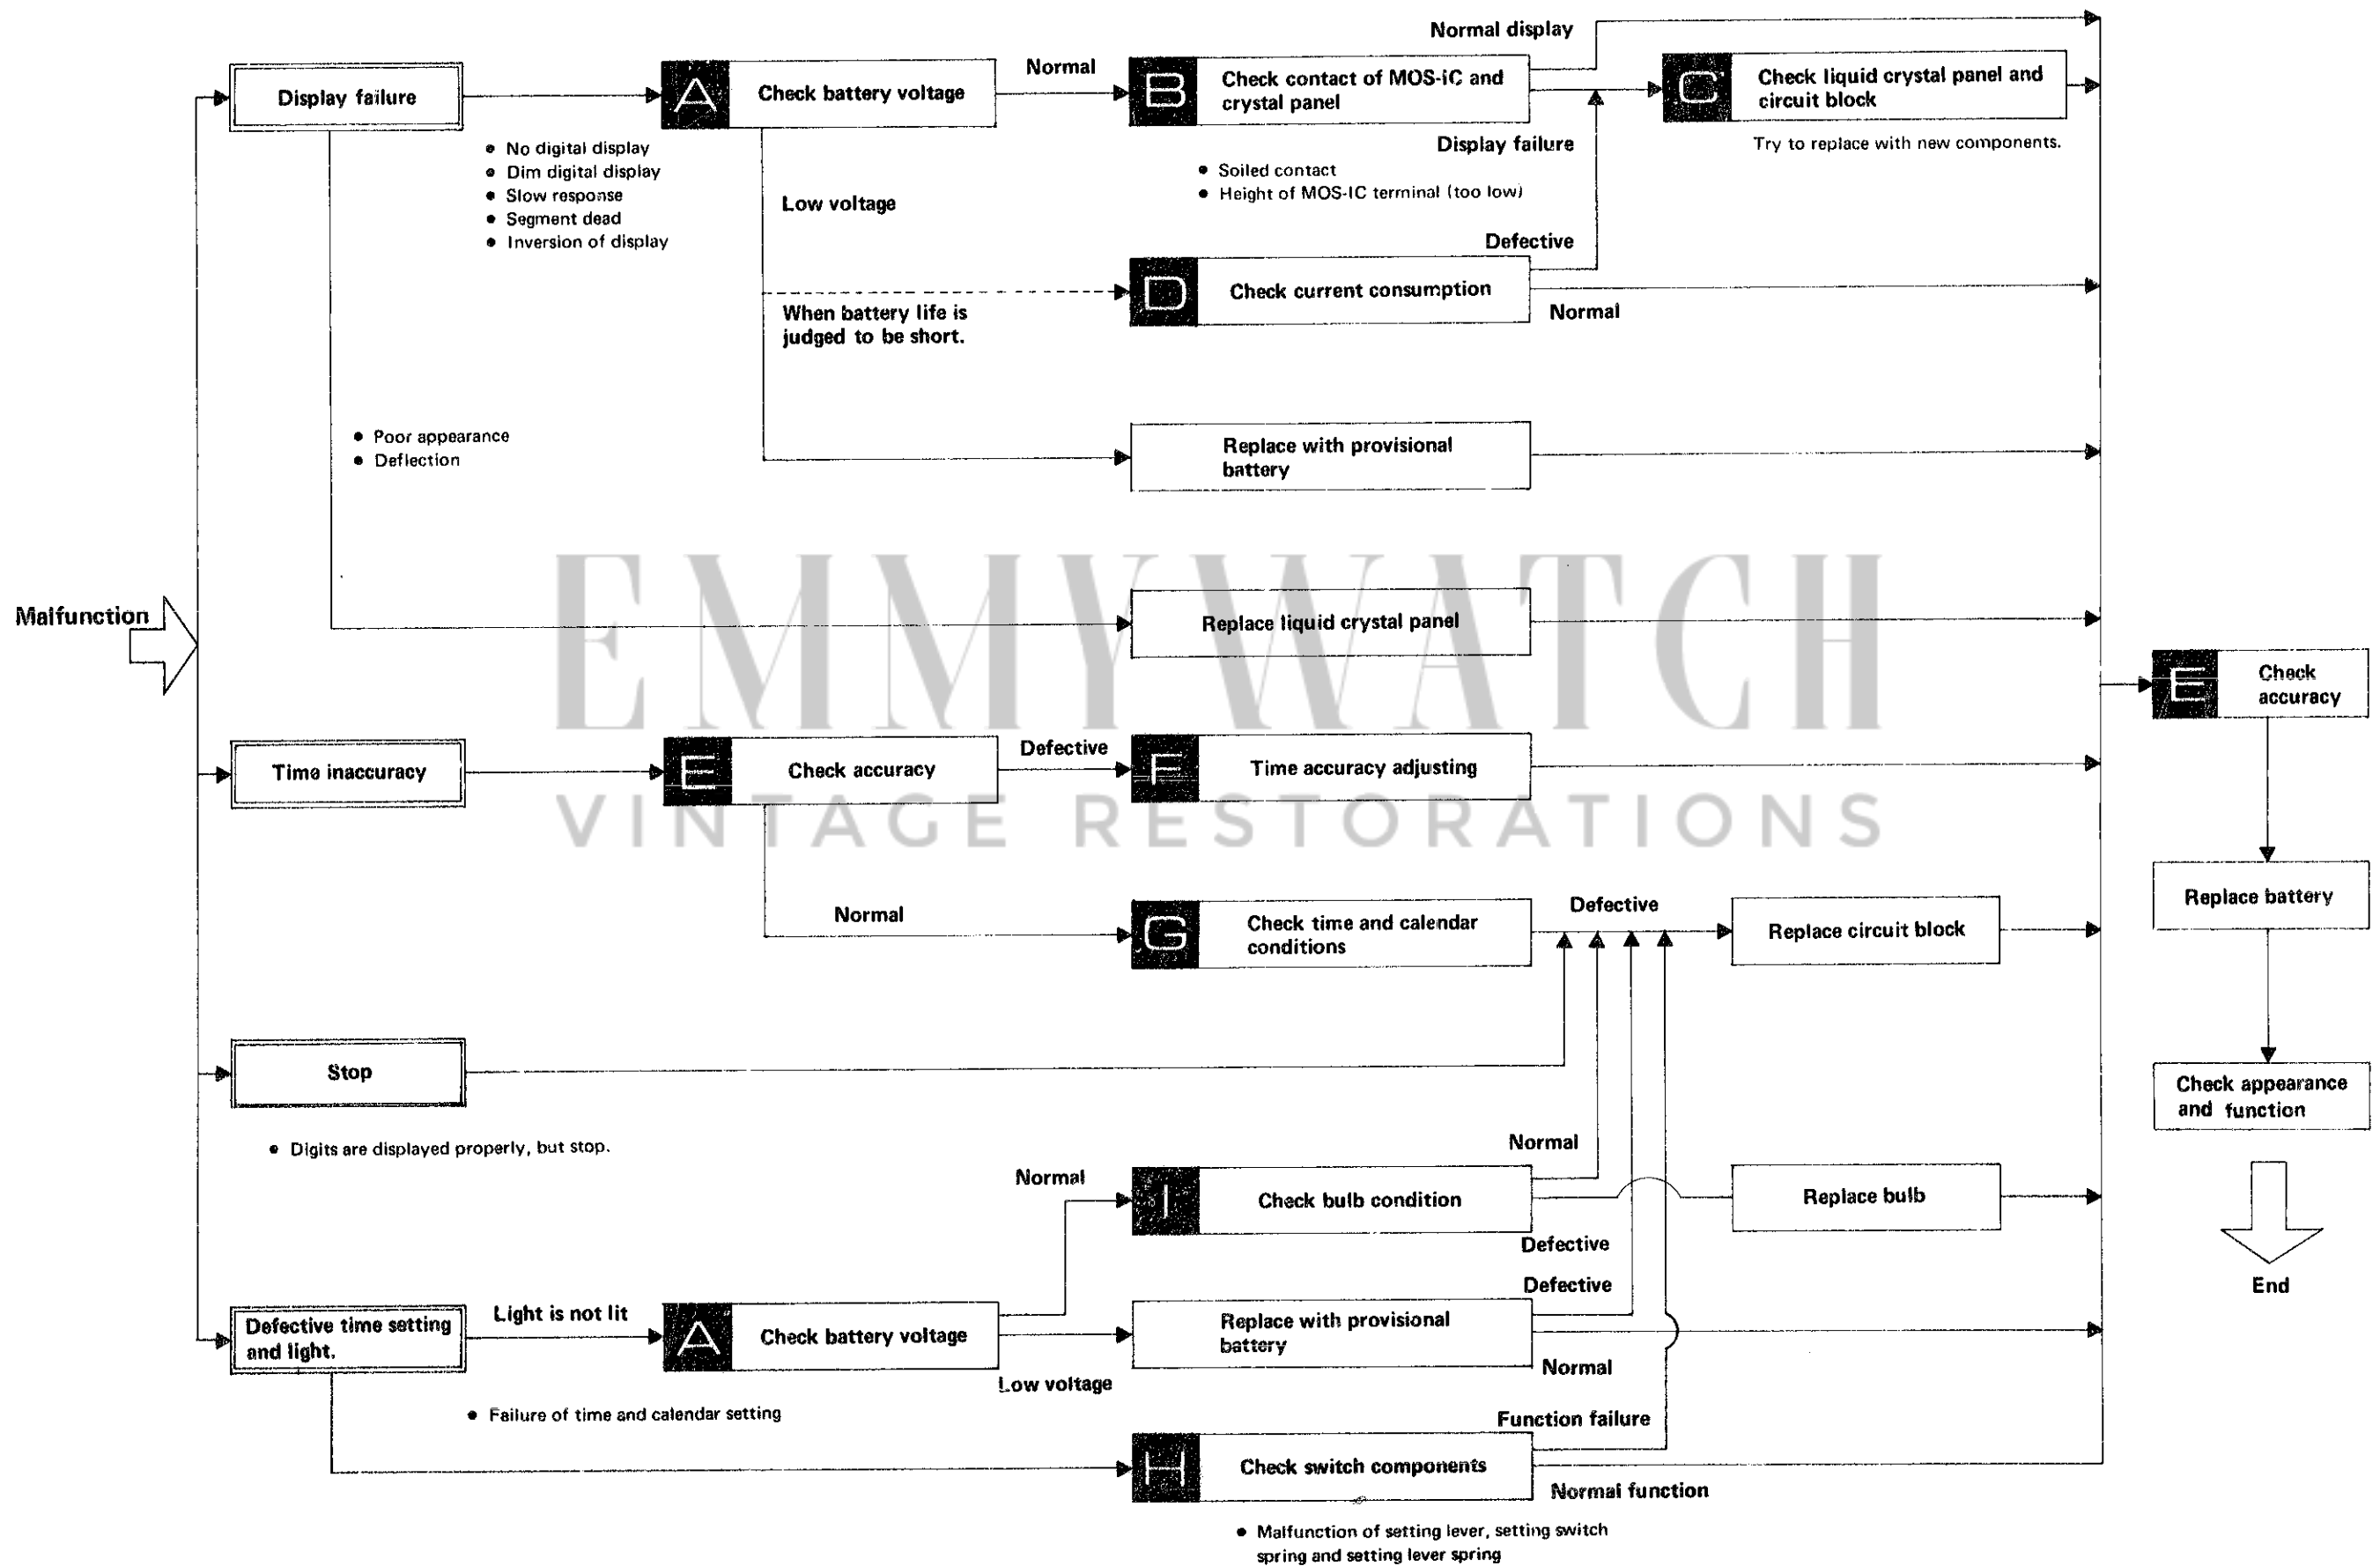 Normal display
Display failure
A
Check battery voltage
Normal
B
Check contact of MOS-iC and
crystal panel
C
Check liquid crystal panel and
circuit block
Try to replace with new components.
• No digital display
• Dim digital display
• Slow response
• Segment dead
• Inversion of display
Low voltage
Display failure
• Soiled contact
• Height of MOS-IC terminal (too low)
Defective
D
Check current consumption
Normal
When battery life is
judged to be short.
• Poor appearance
• Deflection
Replace with provisional
battery
EMMYWATCH
VINTAGE RESTORATIONS
Malfunction
Replace liquid crystal panel
E
Check
accuracy
Time inaccuracy
E
Check accuracy
Defective
F
Time accuracy adjusting
Replace battery
Normal
G
Check time and calendar
conditions
Defective
Replace circuit block
Stop
• Digits are displayed properly, but stop.
Check appearance
and function
Normal
Normal
I
Check bulb condition
Replace bulb
Defective
End
Defective time setting
and light.
Light is not lit
A
Check battery voltage
Defective
Replace with provisional
battery
Low voltage
Normal
• Failure of time and calendar setting
Function failure
H
Check switch components
Normal function
• Malfunction of setting lever, setting switch
spring and setting lever spring